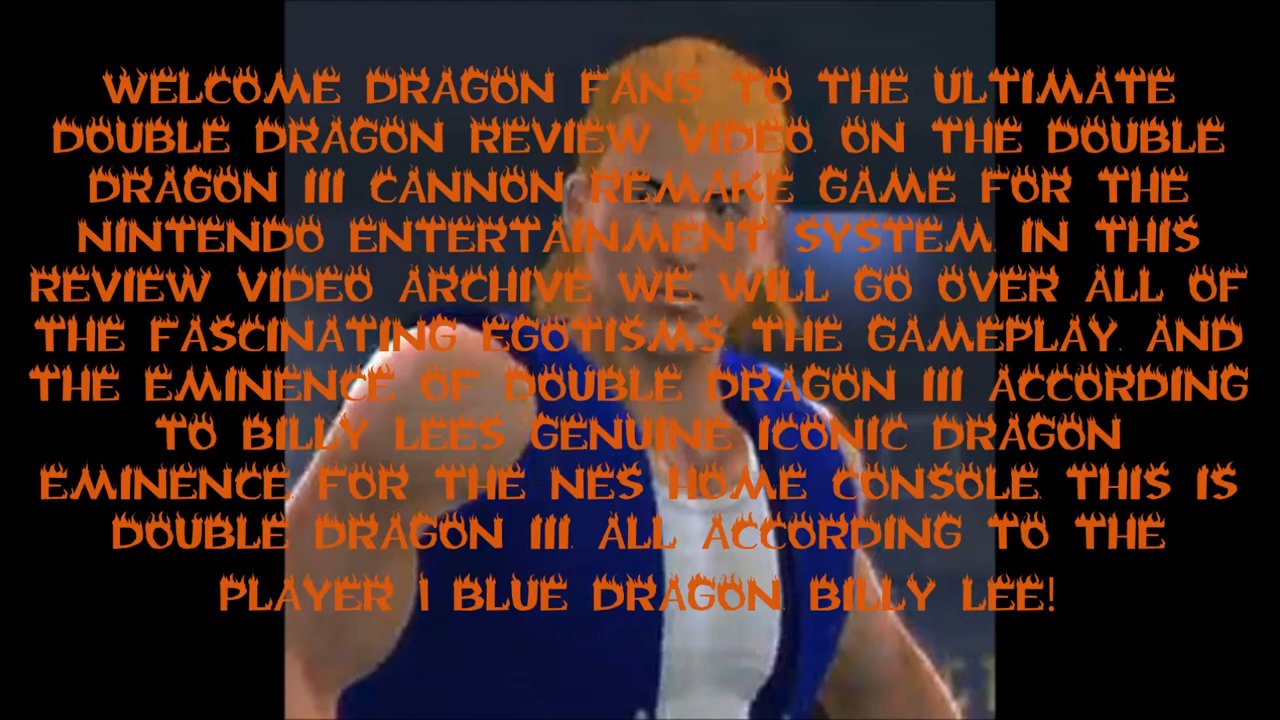 WELCOME DRAGON FANS TO THE ULTIMATE
DOUBLE DRAGON REVIEW VIDEO. ON THE DOUBLE
DRAGON III CANNON REMAKE GAME FOR THE
NINTENDO ENTERTAINMENT SYSTEM. IN THIS
REVIEW VIDEO ARCHIVE WE WILL GO OVER ALL OF
THE FASCINATING EGOTISMS. THE GAMEPLAY. AND
THE EMINENCE OF DOUBLE DRAGON III ACCORDING
TO BILLY LEES GENUINE ICONIC DRAGON
EMINENCE FOR THE NES HOME CONSOLE. THIS IS
DOUBLE DRAGON III. ALL ACCORDING TO THE
PLAYER 1 BLUE DRAGON. BILLY LEE!